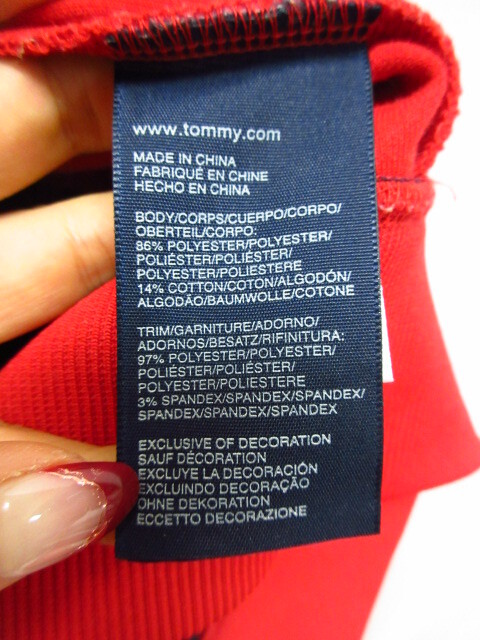 www.tommy.com
MADE IN CHINA
FABRIQUÉ EN CHINE
HECHO EN CHINA
BODY/CORPS/CUERPO/CORPO/
OBERTEIL/CORPO:
86% POLYESTER/POLYESTER/
POLIÉSTER/POLIÉSTER/
POLYESTER/POLIESTERE
14% COTTON/COTON/ALGODÓN/
ALGODÃO/BAUMWOLLE/COTONE
TRIM/GARNITURE/ADORNO/
ADORNOS/BESATZ/RIFINITURA:
97% POLYESTER/POLYESTER/
POLIÉSTER/POLIÉSTER/
POLYESTER/POLIESTERE
3% SPANDEX/SPANDEX/SPANDEX/
SPANDEX/SPANDEX/SPANDEX
EXCLUSIVE OF DECORATION
SAUF DÉCORATION
EXCLUYE LA DECORACIÓN
EXCLUINDO DECORAÇÃO
OHNE DEKORATION
ECCETTO DECORAZIONE